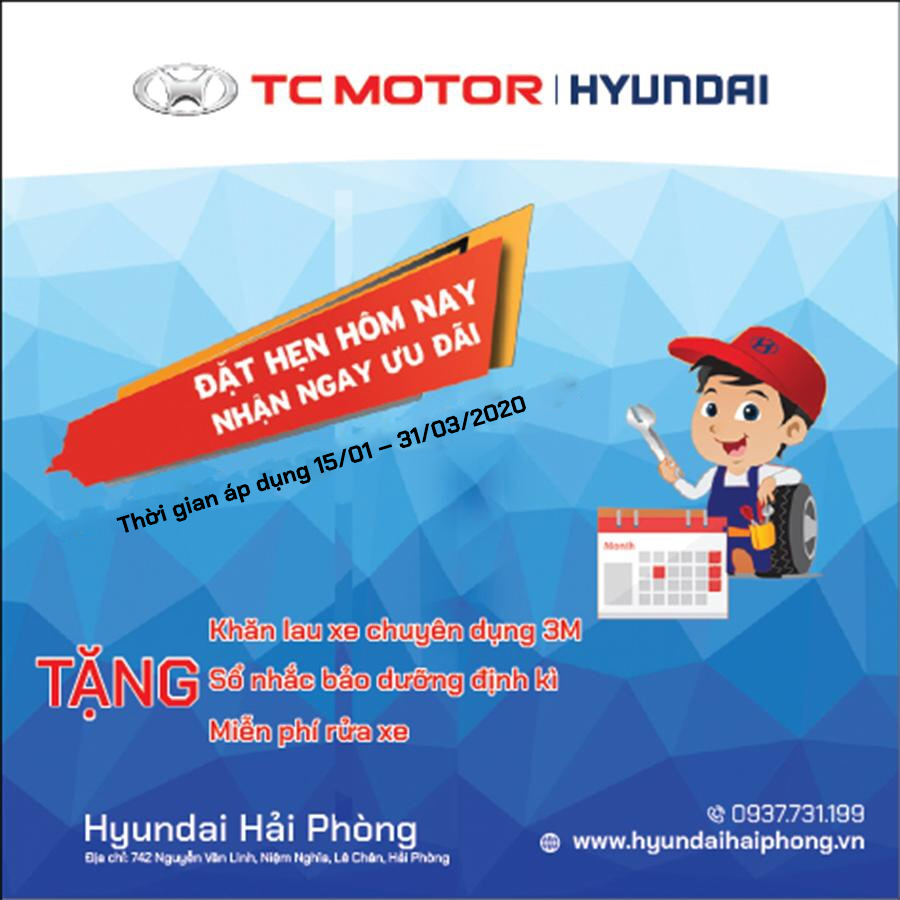 TC MOTOR | HYUNDAI
ĐẶT HẸN HÔM NAY
NHẬN NGAY ƯU ĐÃI
Thời gian áp dụng 15/01 – 31/03/2020
Month
TẶNG
Khăn lau xe chuyên dụng 3M
Sổ nhắc bảo dưỡng định kì
Miễn phí rửa xe
Hyundai Hải Phòng
Địa chỉ: 742 Nguyễn Văn Linh, Niệm Nghĩa, Lê Chân, Hải Phòng
0937.731.199
www.hyundaihaiphong.vn